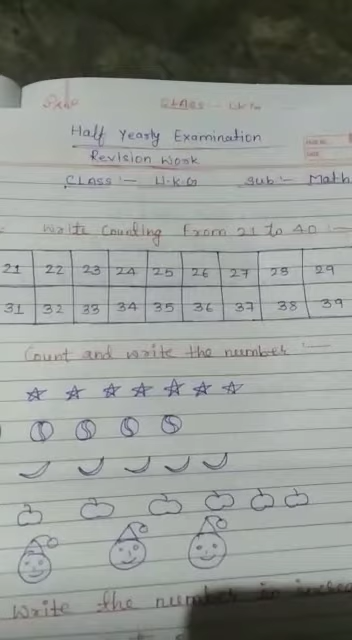 CLASS :- U.K.G
Half Yearly Examination
Revision Work
CLASS :- U.K.G Sub :- Math
Write Counting From 21 to 40 :-
21 22 23 24 25 26 27 28 29
31 32 33 34 35 36 37 38 39
Count and write the number :-
Write the number in